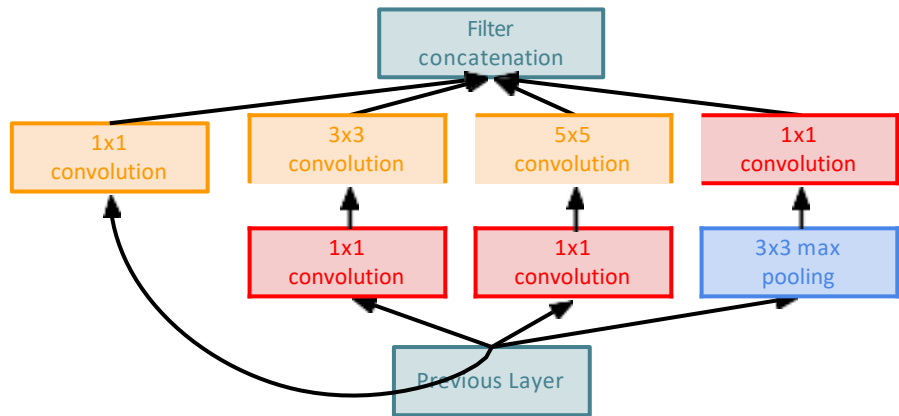 Filter
concatenation
1x1
convolution
3x3
convolution
5x5
convolution
1x1
convolution
1x1
convolution
1x1
convolution
3x3 max
pooling
Previous Layer